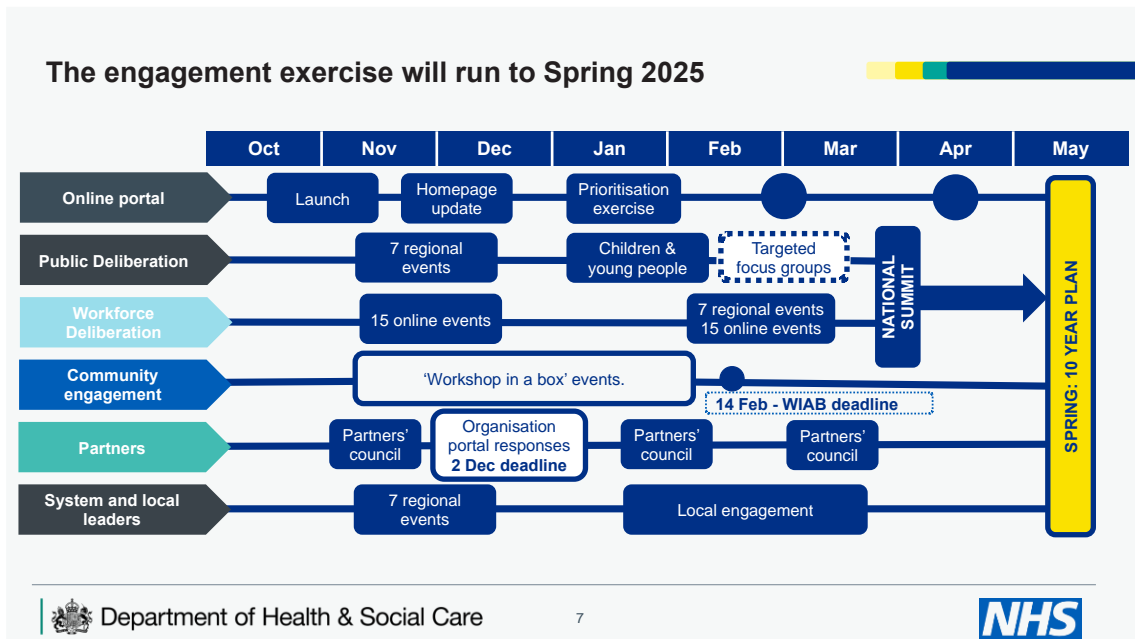 The engagement exercise will run to Spring 2025
Oct
Nov
Dec
Jan
Feb
Mar
Apr
May
Online portal
Launch
Homepage
update
Prioritisation
exercise
Public Deliberation
7 regional
events
Children &
young people
Targeted
focus groups
Workforce
Deliberation
15 online events
7 regional events
15 online events
NATIONAL
SUMMIT
Community
engagement
‘Workshop in a box’ events.
14 Feb - WIAB deadline
Partners
Partners’
council
Organisation
portal responses
2 Dec deadline
Partners’
council
Partners’
council
System and local
leaders
7 regional
events
Local engagement
SPRING: 10 YEAR PLAN
Department of Health & Social Care
7
NHS